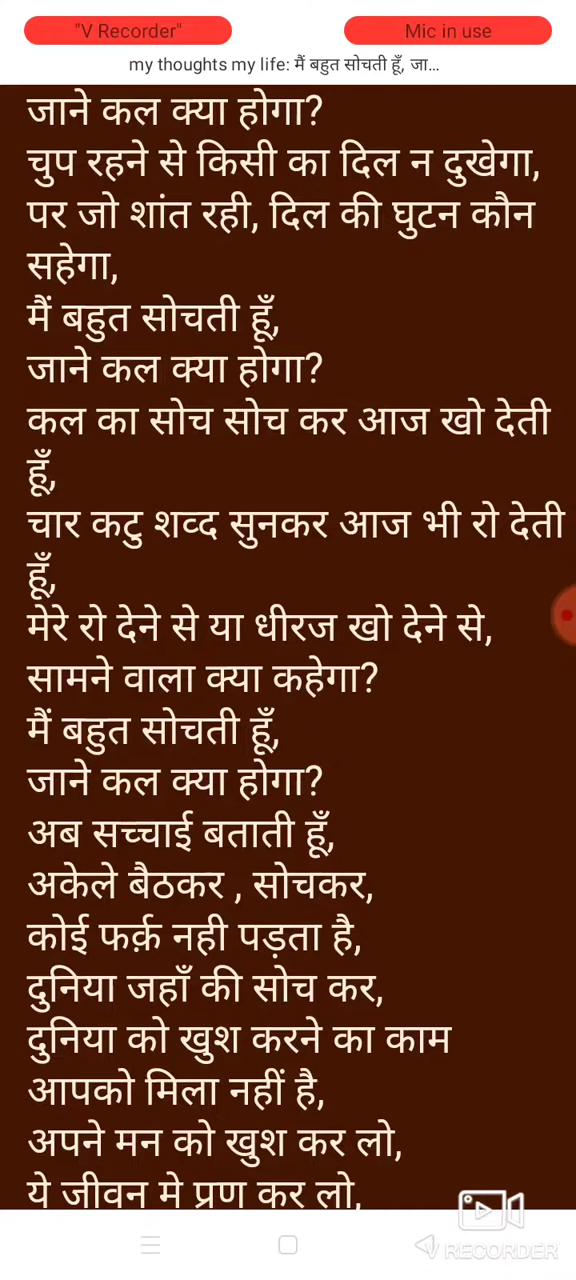 "V Recorder"
Mic in use
my thoughts my life: मैं बहुत सोचती हूँ, जा...
जाने कल क्या होगा?
चुप रहने से किसी का दिल न दुखेगा,
पर जो शांत रही, दिल की घुटन कौन
सहेगा,
मैं बहुत सोचती हूँ,
जाने कल क्या होगा?
कल का सोच सोच कर आज खो देती
हूँ,
चार कटु शव्द सुनकर आज भी रो देती
हूँ,
मेरे रो देने से या धीरज खो देने से,
सामने वाला क्या कहेगा?
मैं बहुत सोचती हूँ,
जाने कल क्या होगा?
अब सच्चाई बताती हूँ,
अकेले बैठकर , सोचकर,
कोई फर्क़ नही पड़ता है,
दुनिया जहाँ की सोच कर,
दुनिया को खुश करने का काम
आपको मिला नहीं है,
अपने मन को खुश कर लो,
ये जीवन मे प्रण कर लो,
V RECORDER